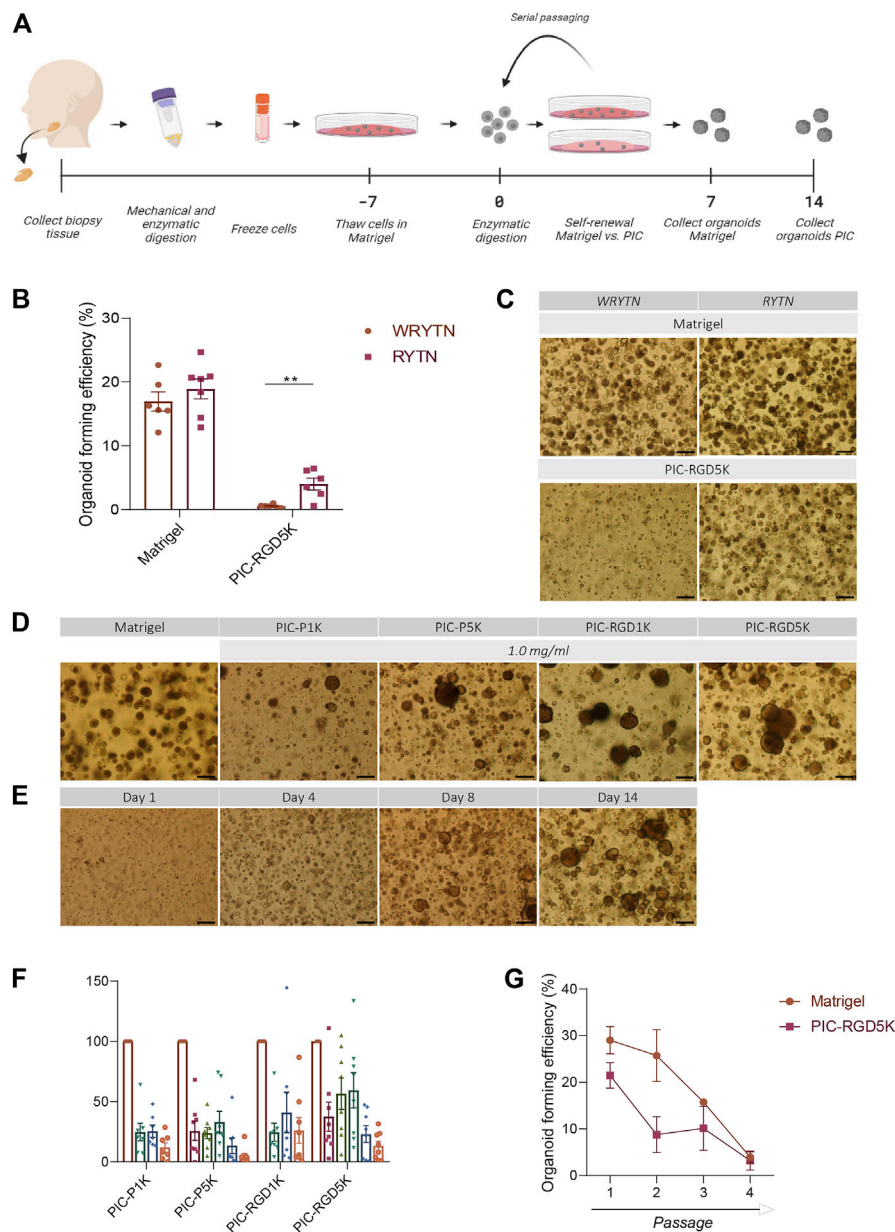 A
Serial passaging
-7
0
7
14
Collect biopsy
tissue
Mechanical and
enzymatic
digestion
Freeze cells
Thaw cells in
Matrigel
Enzymatic
digestion
Self-renewal
Matrigel vs. PIC
Collect organoids
Matrigel
Collect
organoids PIC
B
Organoid forming efficiency (%)
30
20
10
0
**
Matrigel
PIC-RGD5K
WRYTN
RYTN
C
WRYTN
RYTN
Matrigel
PIC-RGD5K
D
Matrigel
PIC-P1K
PIC-P5K
PIC-RGD1K
PIC-RGD5K
1.0 mg/ml
E
Day 1
Day 4
Day 8
Day 14
F
150
100
50
0
PIC-P1K
PIC-P5K
PIC-RGD1K
PIC-RGD5K
G
Organoid forming efficiency (%)
40
30
20
10
0
1
2
3
4
Passage
Matrigel
PIC-RGD5K